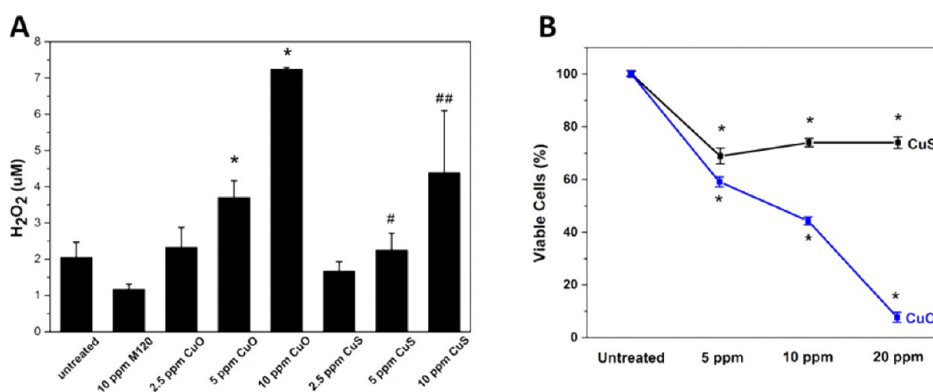 A
H₂O₂ (uM)
8
7
6
5
4
3
2
1
0
*
*
#
##
untreated
10 ppm M120
2.5 ppm CuO
5 ppm CuO
10 ppm CuO
2.5 ppm CuS
5 ppm CuS
10 ppm CuS
B
Viable Cells (%)
100
80
60
40
20
0
* * *
CuS
*
*
*
CuO
Untreated 5 ppm 10 ppm 20 ppm